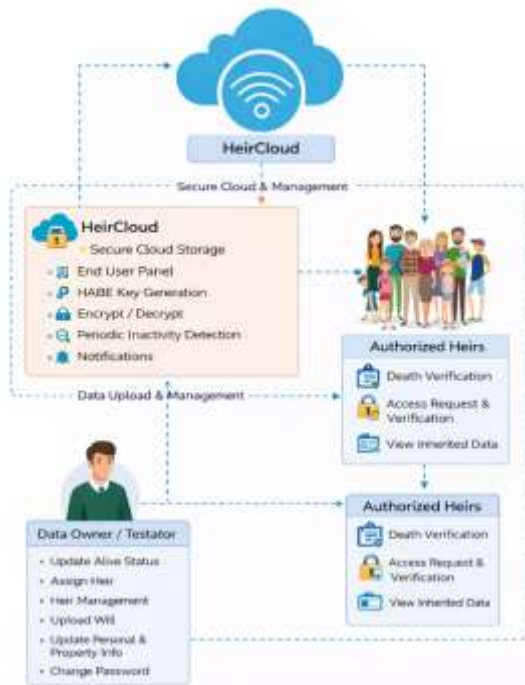 HeirCloud
Secure Cloud & Management
HeirCloud
Secure Cloud Storage
End User Panel
HABE Key Generation
Encrypt / Decrypt
Periodic Inactivity Detection
Notifications
Data Upload & Management
Authorized Heirs
Death Verification
Access Request &
Verification
View Inherited Data
Authorized Heirs
Death Verification
Access Request &
Verification
View Inherited Data
Data Owner / Testator
Update Alive Status
Assign Heir
Heir Management
Upload Will
Update Personal &
Property Info
Change Password